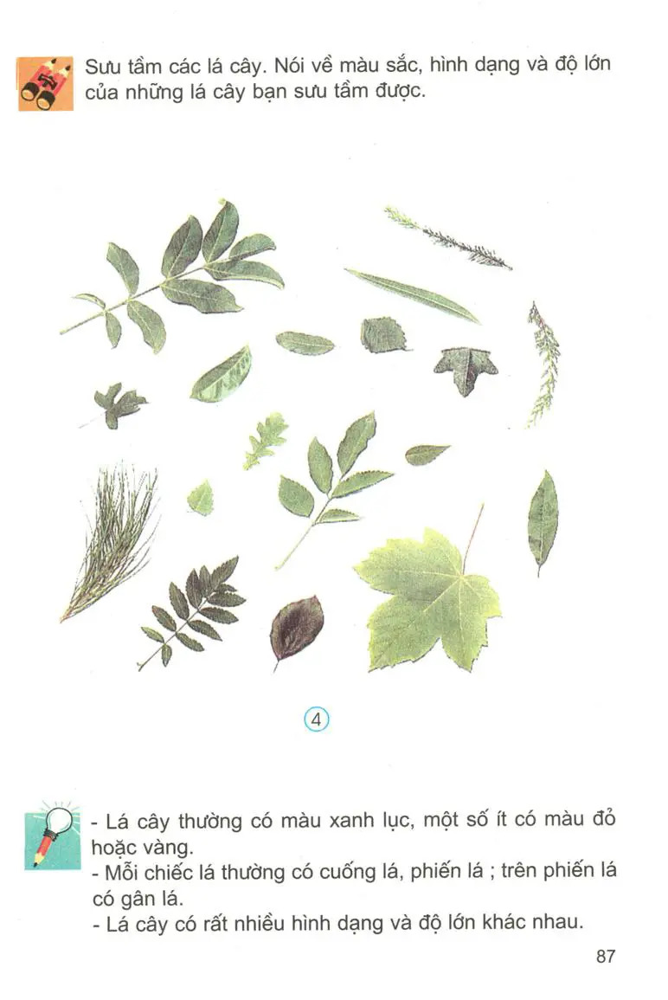 Sưu tầm các lá cây. Nói về màu sắc, hình dạng và độ lớn
của những lá cây bạn sưu tầm được.
4
- Lá cây thường có màu xanh lục, một số ít có màu đỏ
hoặc vàng.
- Mỗi chiếc lá thường có cuống lá, phiến lá ; trên phiến lá
có gân lá.
- Lá cây có rất nhiều hình dạng và độ lớn khác nhau.
87